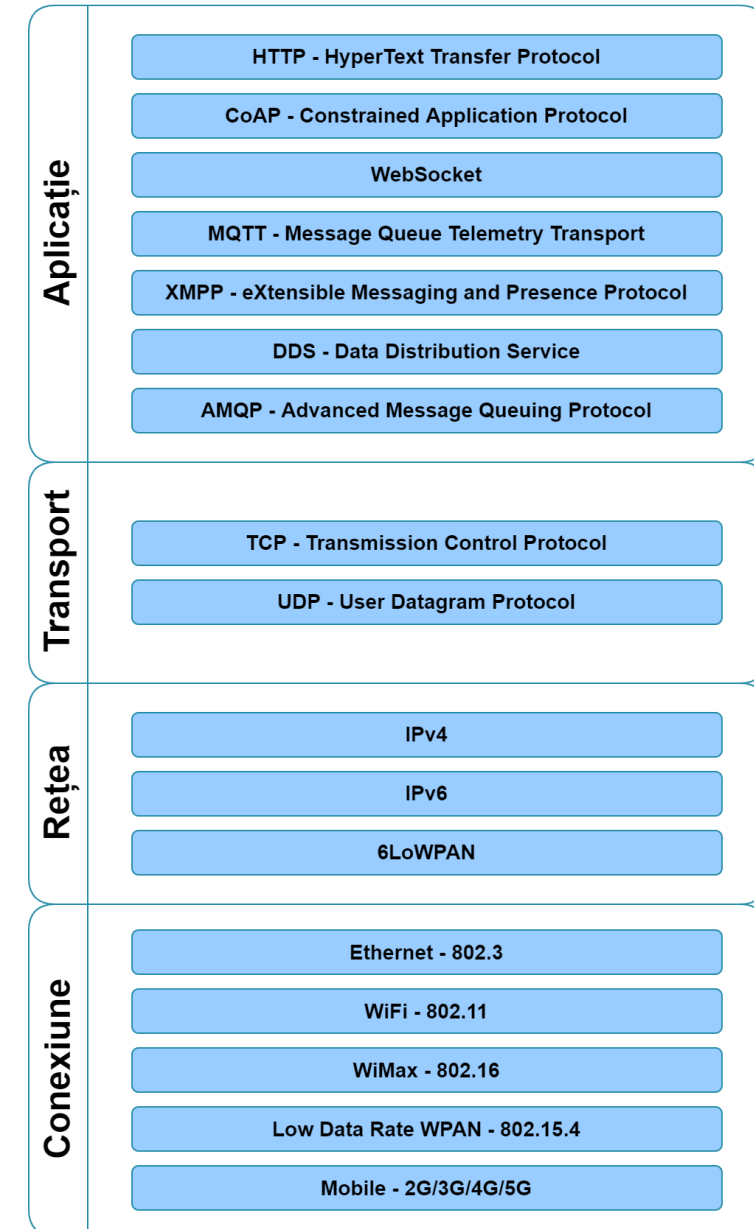 Aplicație
HTTP - HyperText Transfer Protocol
CoAP - Constrained Application Protocol
WebSocket
MQTT - Message Queue Telemetry Transport
XMPP - eXtensible Messaging and Presence Protocol
DDS - Data Distribution Service
AMQP - Advanced Message Queuing Protocol
Transport
TCP - Transmission Control Protocol
UDP - User Datagram Protocol
Rețea
IPv4
IPv6
6LoWPAN
Conexiune
Ethernet - 802.3
WiFi - 802.11
WiMax - 802.16
Low Data Rate WPAN - 802.15.4
Mobile - 2G/3G/4G/5G